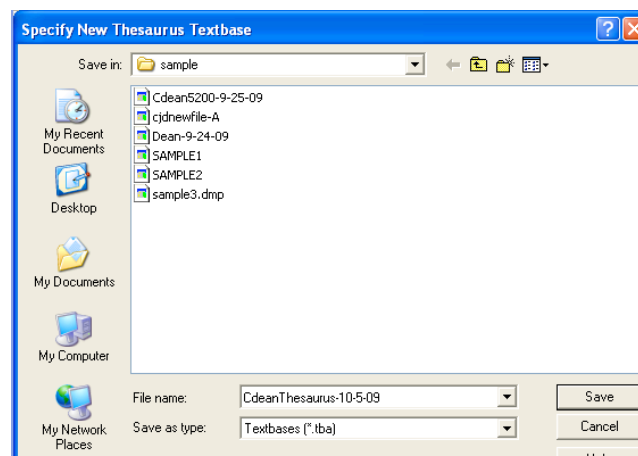 Specify New Thesaurus Textbase
Save in:
sample
My Recent
Documents
Desktop
My Documents
My Computer
My Network
Places
Cdean5200-9-25-09
cjdnewfile-A
Dean-9-24-09
SAMPLE1
SAMPLE2
sample3.dmp
File name:
CdeanThesaurus-10-5-09
Save
Save as type:
Textbases (*.tba)
Cancel